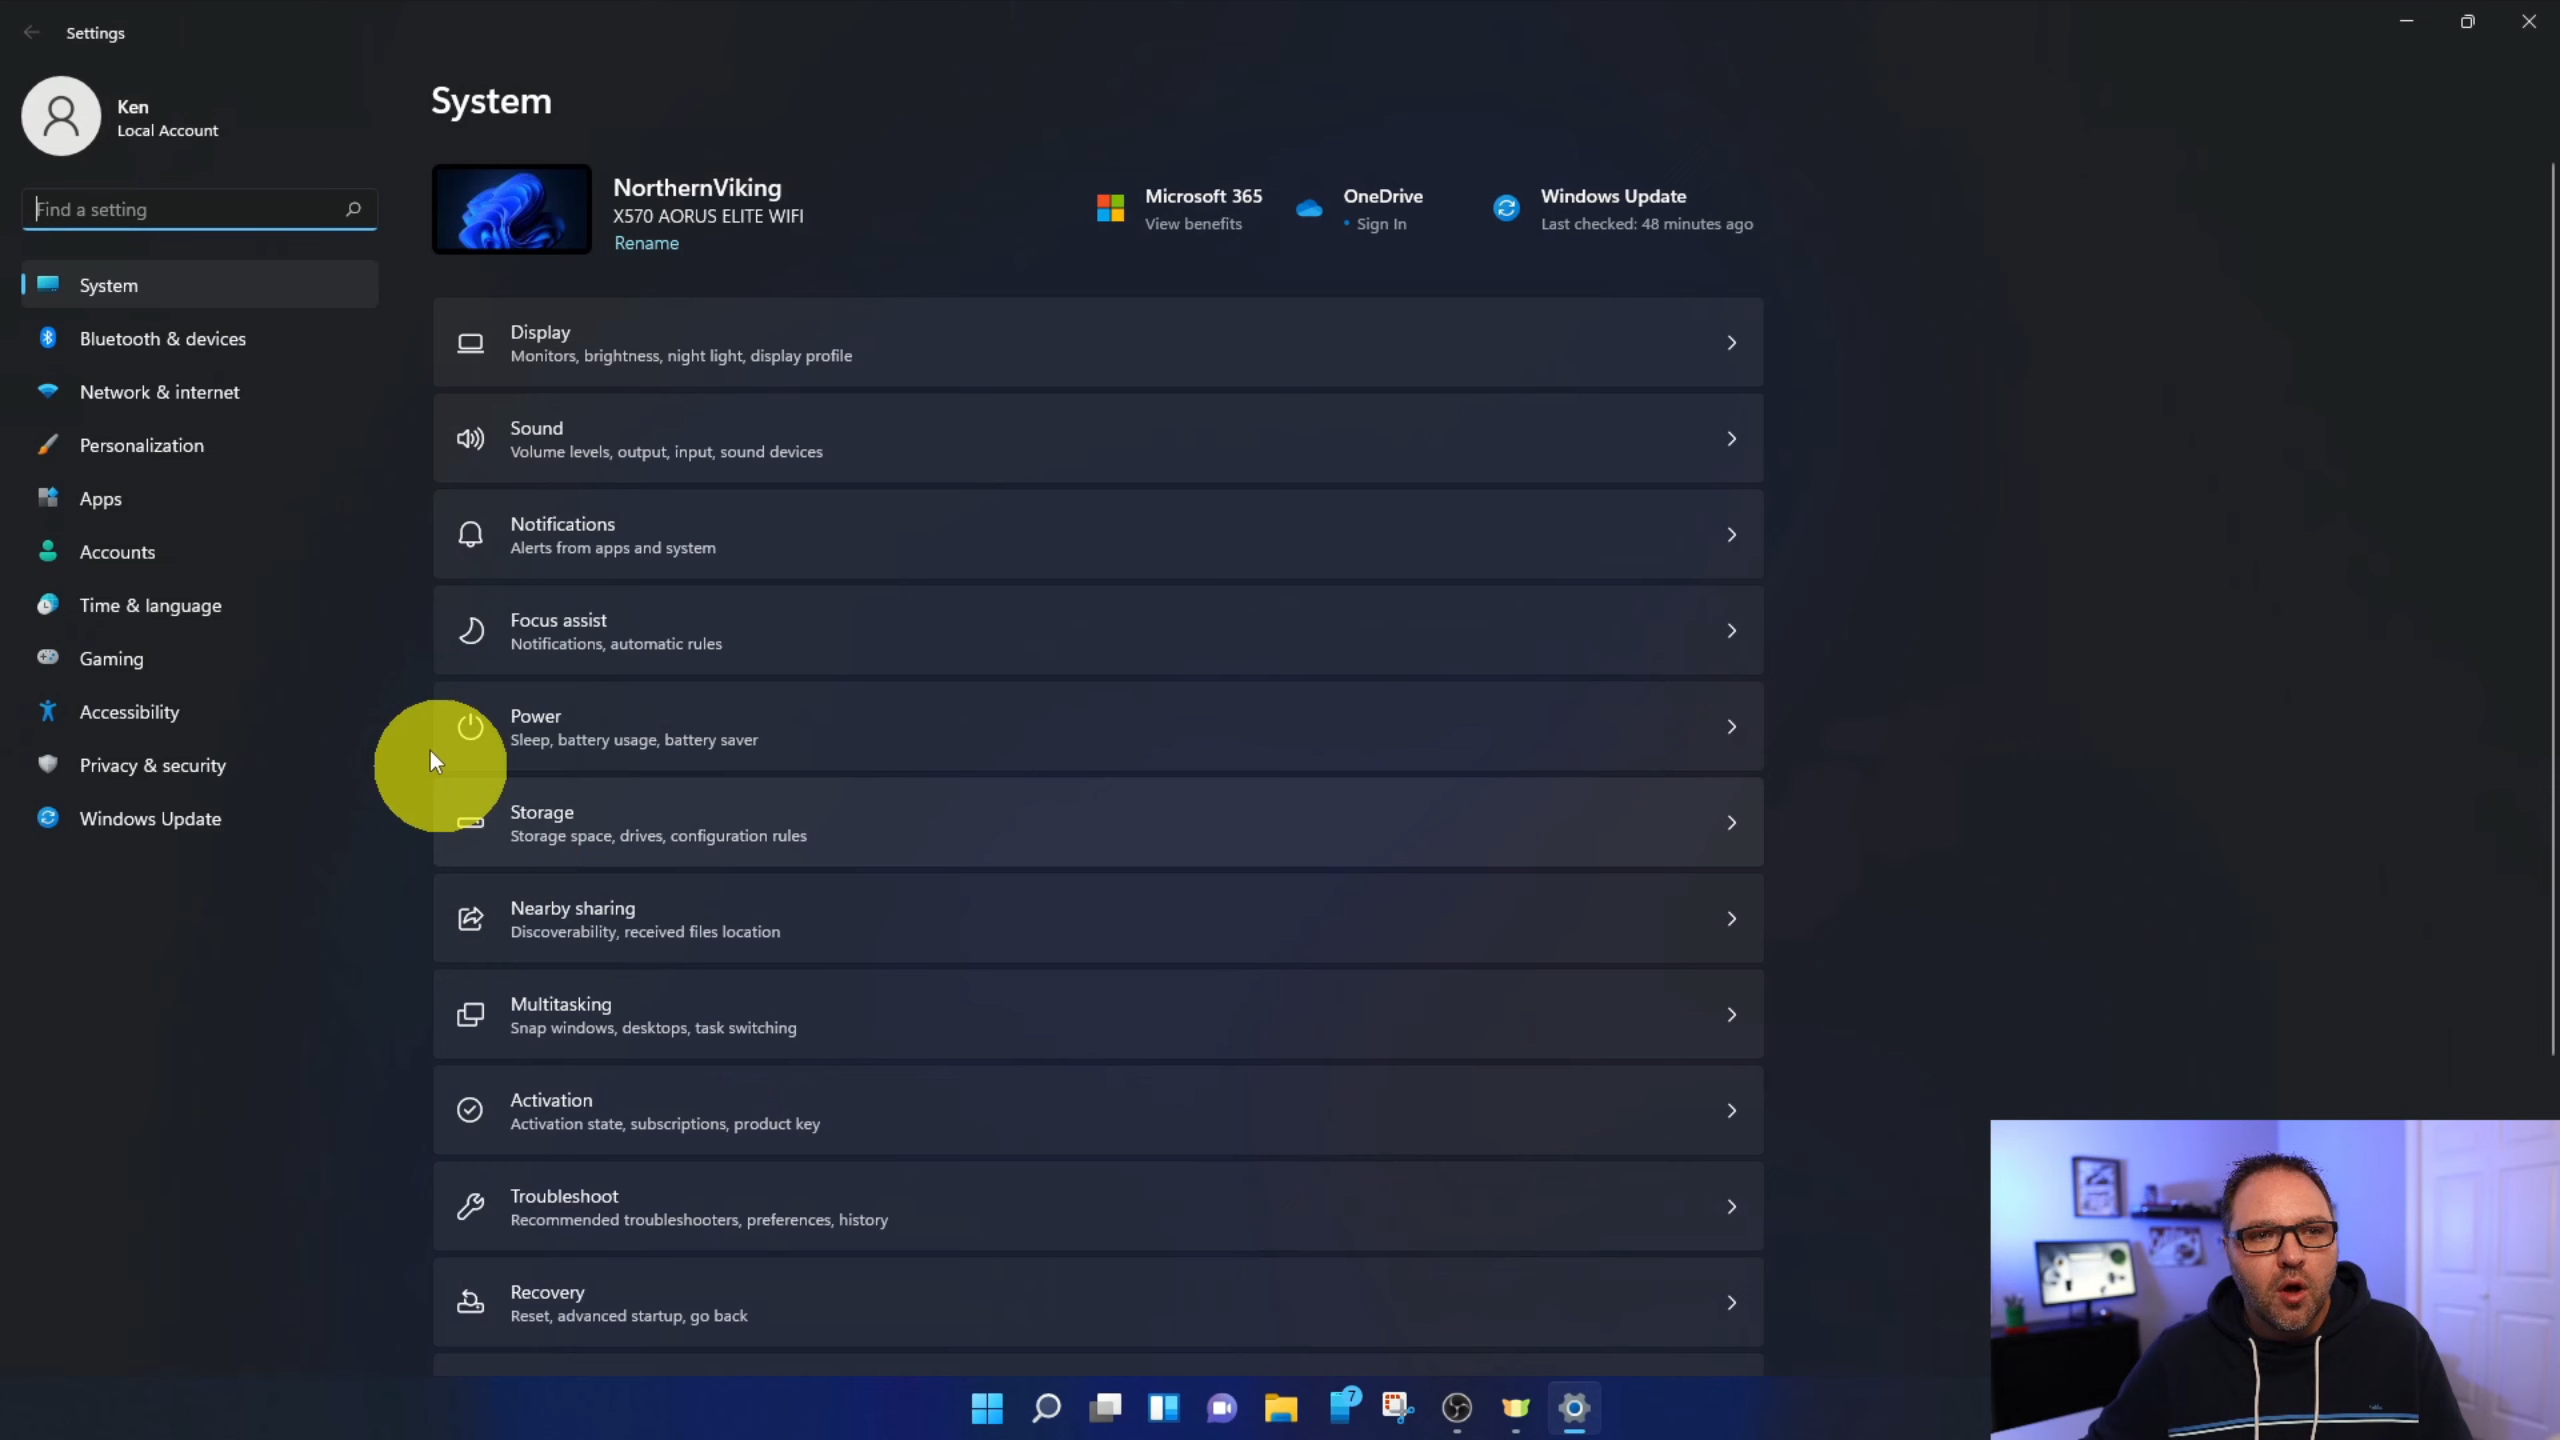 Settings
Ken
Local Account
Find a setting
System
Bluetooth & devices
Network & internet
Personalization
Apps
Accounts
Time & language
Gaming
Accessibility
Privacy & security
Windows Update
System
NorthernViking
X570 AORUS ELITE WIFI
Rename
Microsoft 365
View benefits
OneDrive
• Sign In
Windows Update
Last checked: 48 minutes ago
Display
Monitors, brightness, night light, display profile
Sound
Volume levels, output, input, sound devices
Notifications
Alerts from apps and system
Focus assist
Notifications, automatic rules
Power
Sleep, battery usage, battery saver
Storage
Storage space, drives, configuration rules
Nearby sharing
Discoverability, received files location
Multitasking
Snap windows, desktops, task switching
Activation
Activation state, subscriptions, product key
Troubleshoot
Recommended troubleshooters, preferences, history
Recovery
Reset, advanced startup, go back
7